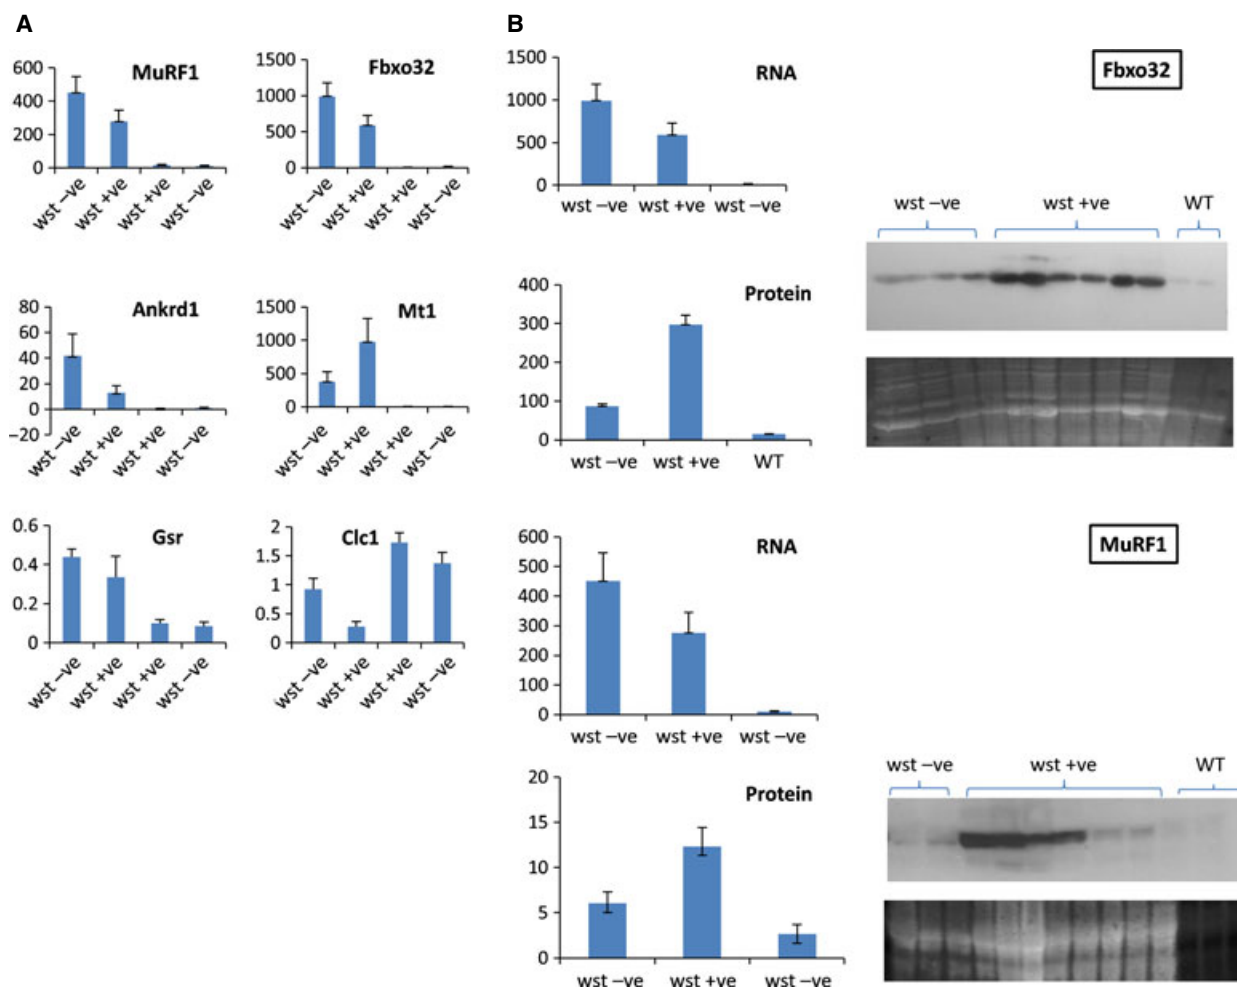 A
B
MuRF1
600
400
200
0
wst –ve
wst +ve
wst +ve
wst –ve
Fbxo32
1500
1000
500
0
wst –ve
wst +ve
wst +ve
wst –ve
Ankrd1
80
60
40
20
0
–20
wst –ve
wst +ve
wst +ve
wst –ve
Mt1
1500
1000
500
0
wst –ve
wst +ve
wst +ve
wst –ve
Gsr
0.6
0.4
0.2
0
wst –ve
wst +ve
wst +ve
wst –ve
Clc1
2
1.5
1
0.5
0
wst –ve
wst +ve
wst +ve
wst –ve
RNA
1500
1000
500
0
wst –ve
wst +ve
wst –ve
Fbxo32
wst –ve
wst +ve
WT
Protein
400
300
200
100
0
wst –ve
wst +ve
WT
RNA
600
500
400
300
200
100
0
wst –ve
wst +ve
wst –ve
MuRF1
wst –ve
wst +ve
WT
Protein
20
15
10
5
0
wst –ve
wst +ve
wst –ve